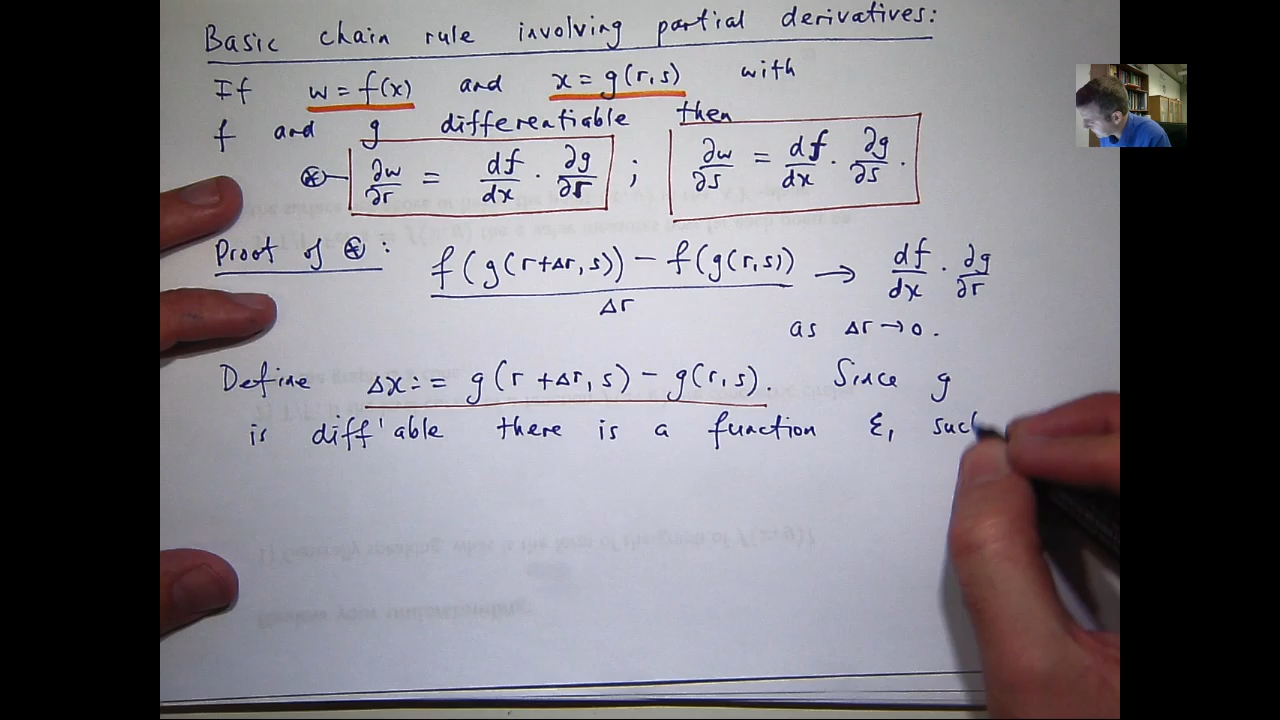 Basic chain rule involving partial derivatives:
If w = f(x) and x = g(r,s) with
f and g differentiable then
⊛ ∂w/∂r = df/dx · ∂g/∂r ; ∂w/∂s = df/dx · ∂g/∂s .
Proof of ⊛ : f(g(r+Δr, s)) − f(g(r,s)) / Δr → df/dx · ∂g/∂r
as Δr → 0.
Define Δx := g(r+Δr, s) − g(r,s). Since g
is diff'able there is a function ε₁ such